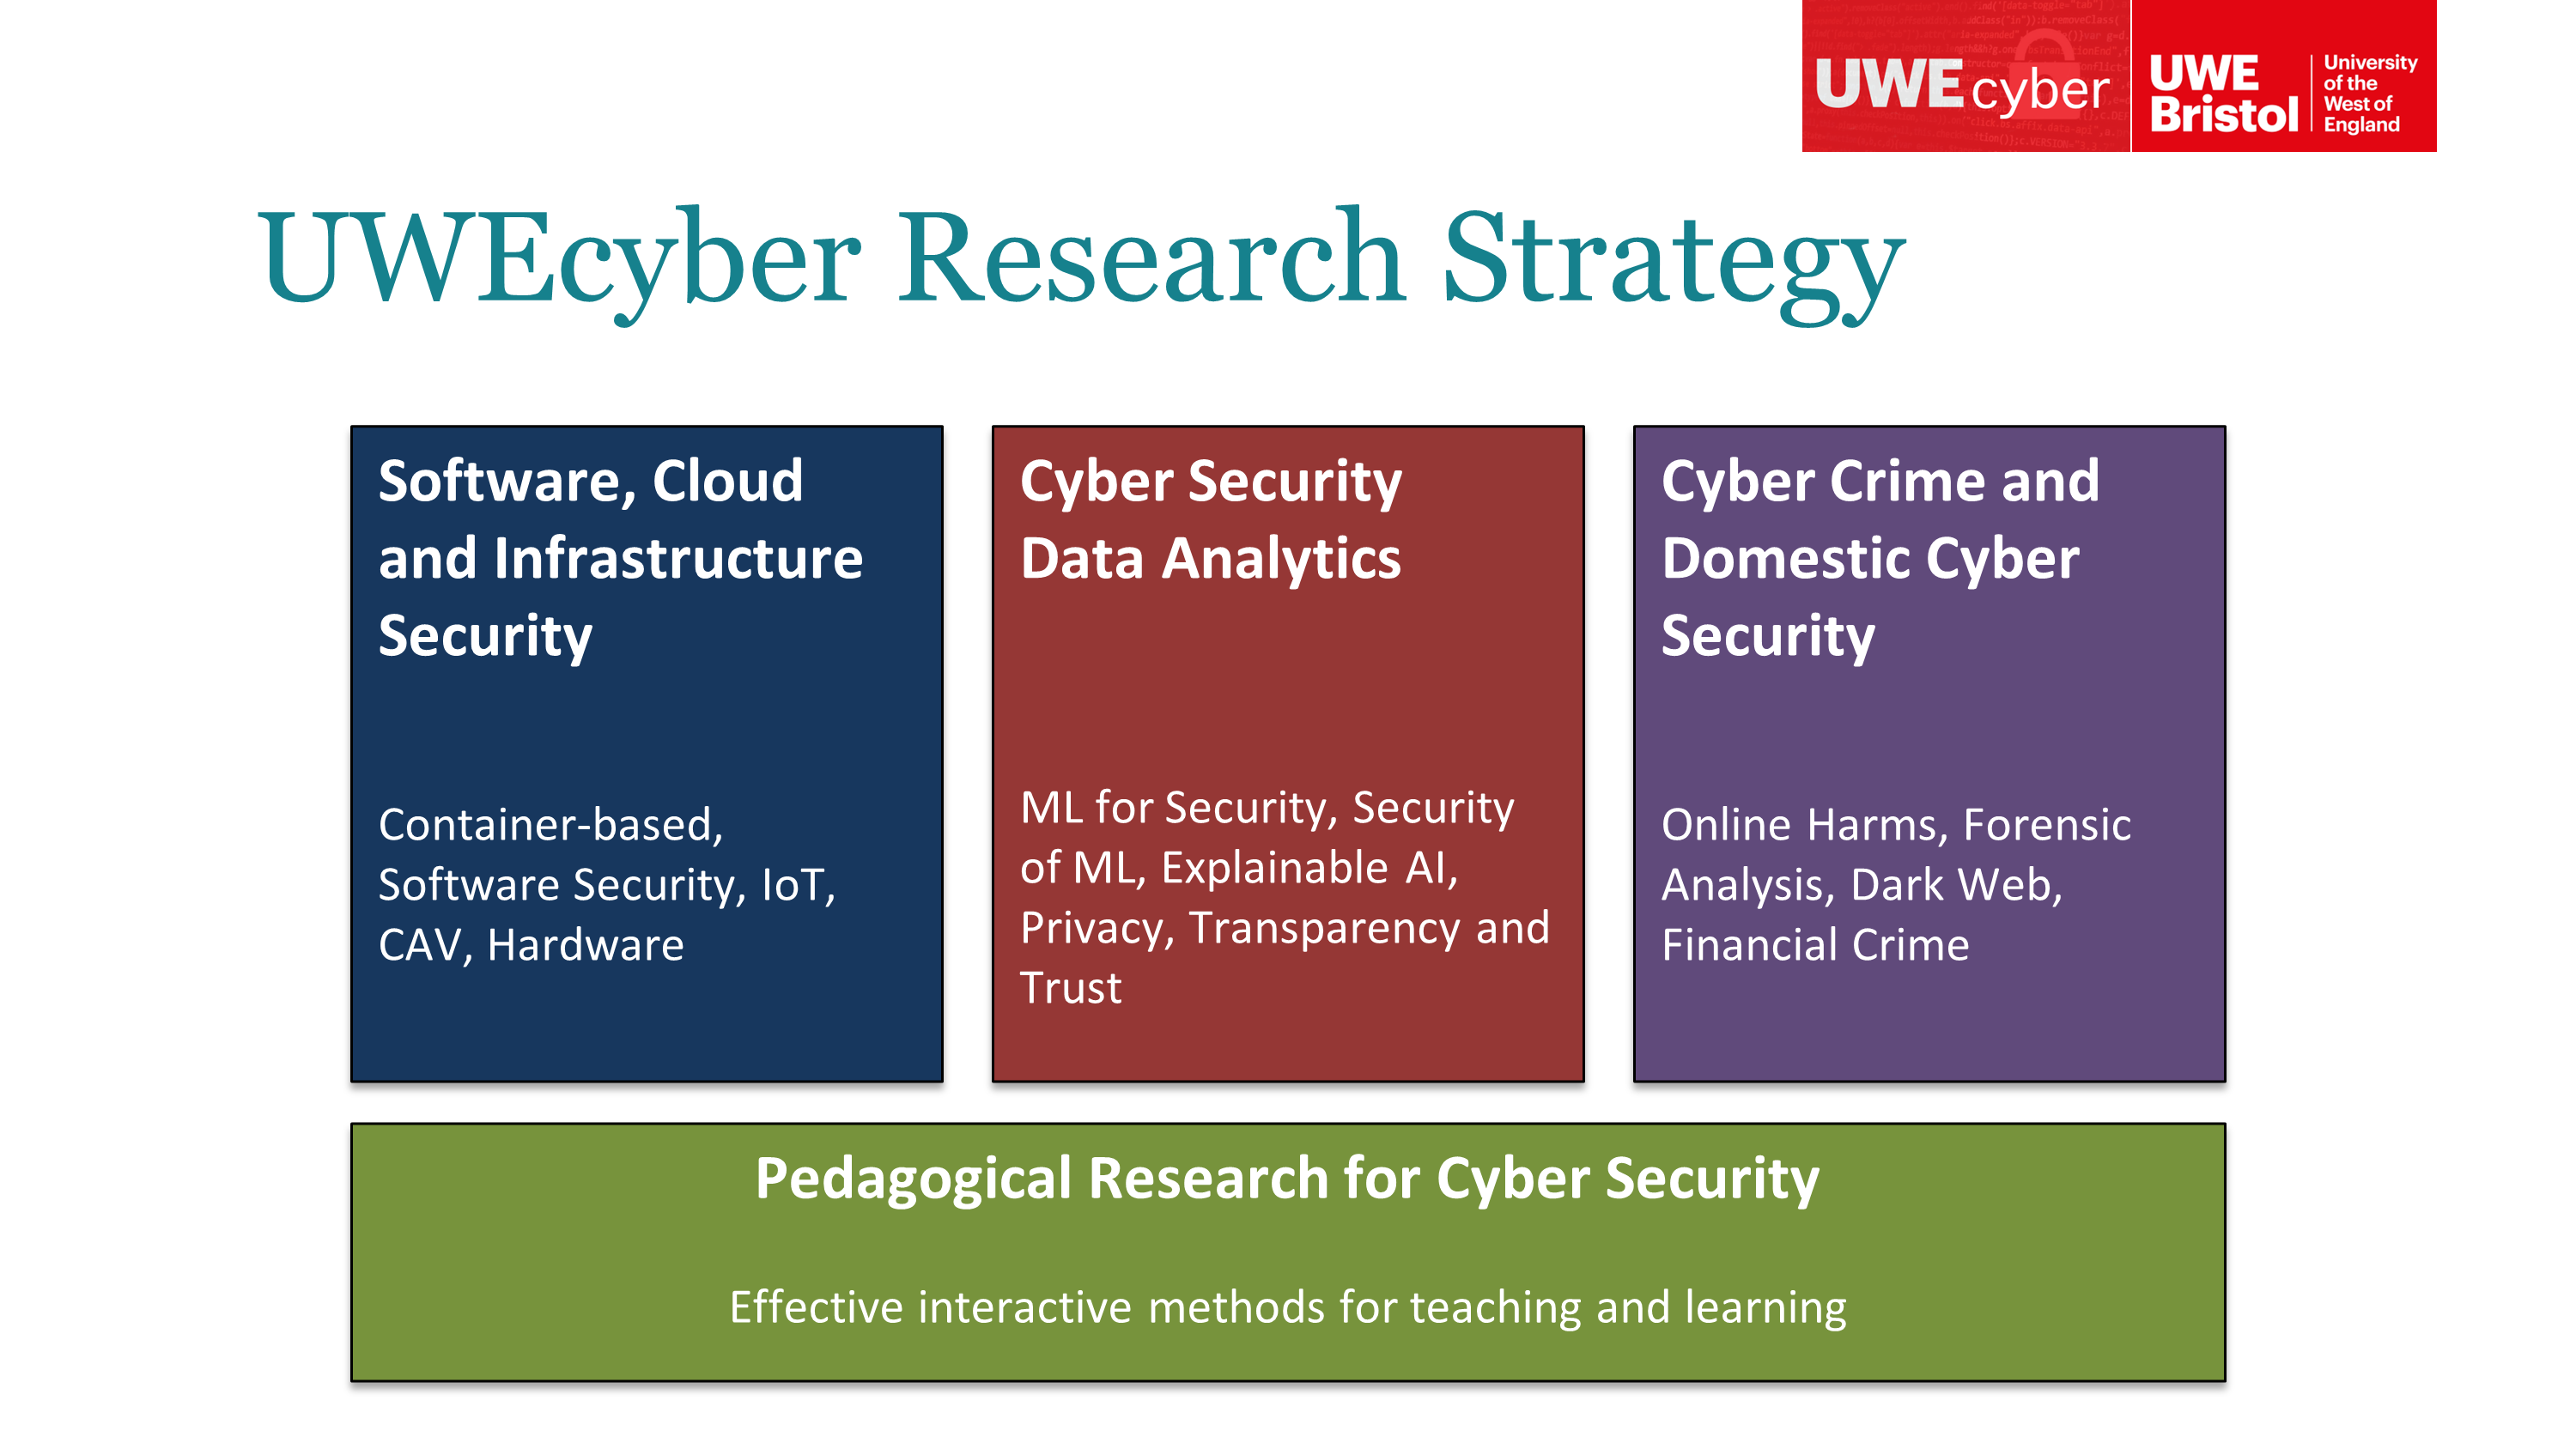 UWEcyber
UWE
Bristol
University
of the
West of
England
UWEcyber Research Strategy
Software, Cloud
and Infrastructure
Security
Container-based,
Software Security, IoT,
CAV, Hardware
Cyber Security
Data Analytics
ML for Security, Security
of ML, Explainable AI,
Privacy, Transparency and
Trust
Cyber Crime and
Domestic Cyber
Security
Online Harms, Forensic
Analysis, Dark Web,
Financial Crime
Pedagogical Research for Cyber Security
Effective interactive methods for teaching and learning